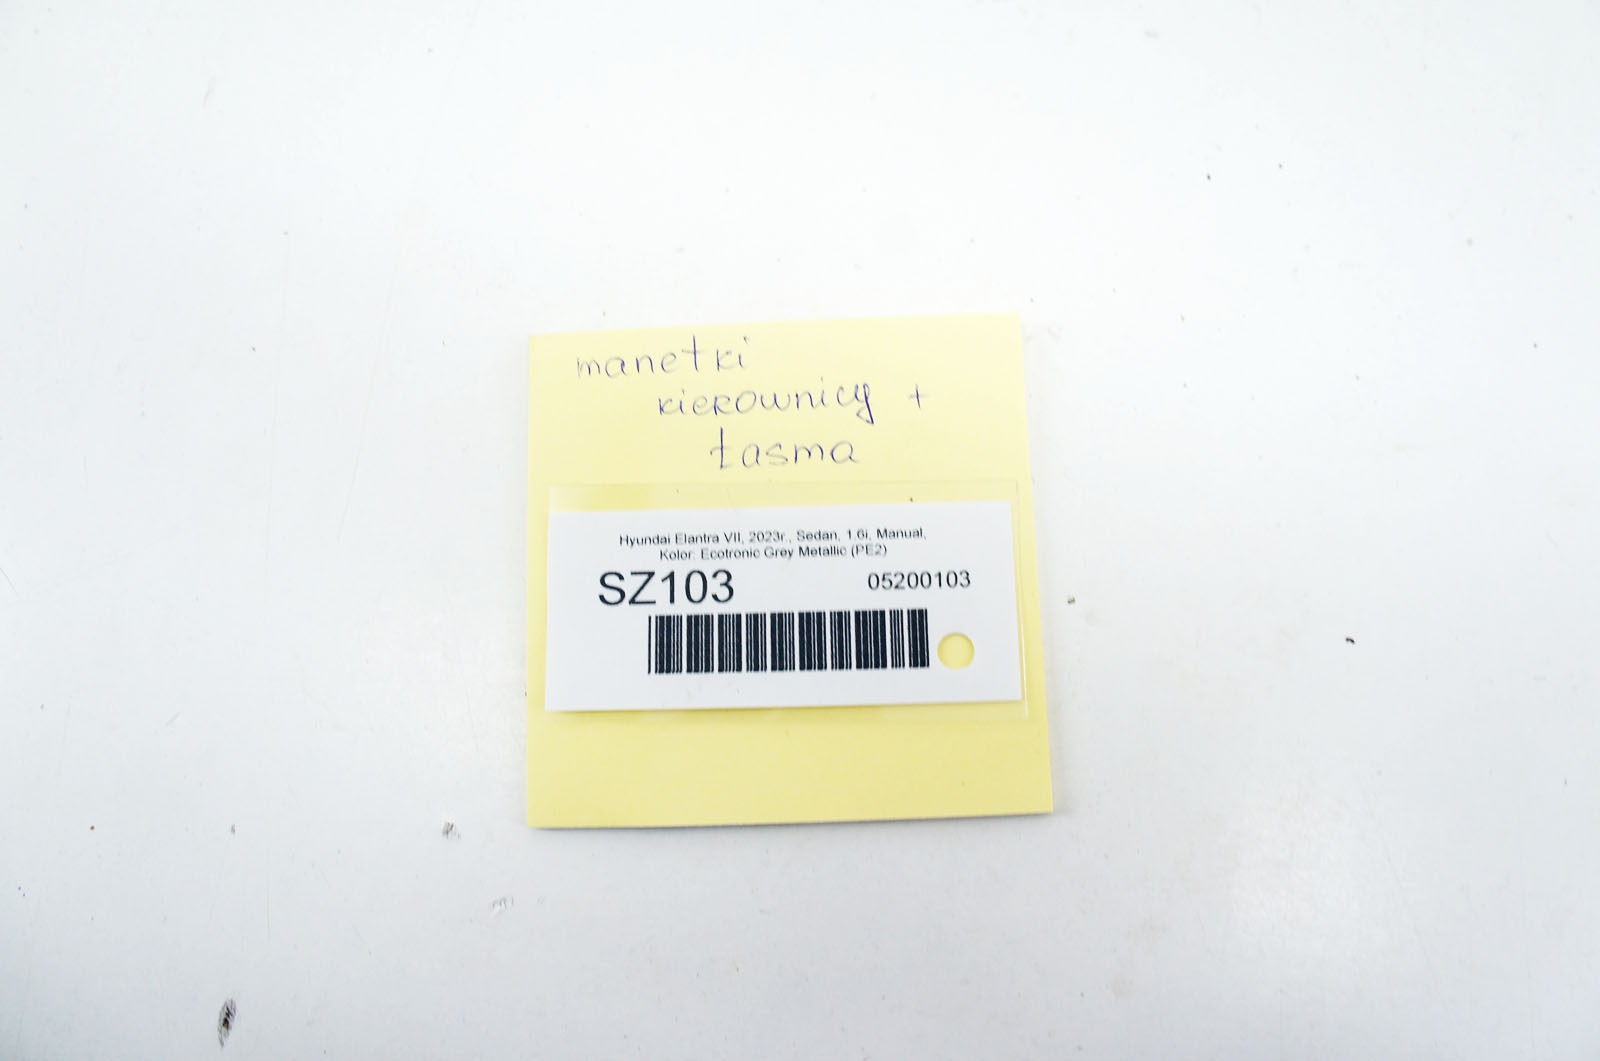 manetki
kierownicy +
taśma
Hyundai Elantra VII, 2023r., Sedan, 1.6i, Manual,
Kolor: Ecotronic Grey Metallic (PE2)
SZ103 05200103